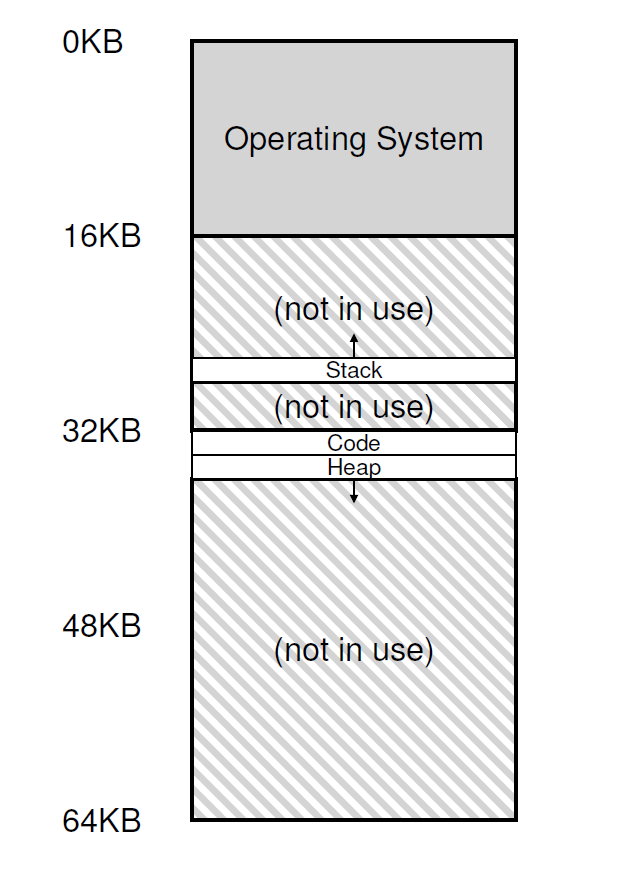 0KB
Operating System
16KB
(not in use)
Stack
(not in use)
32KB
Code
Heap
48KB
(not in use)
64KB